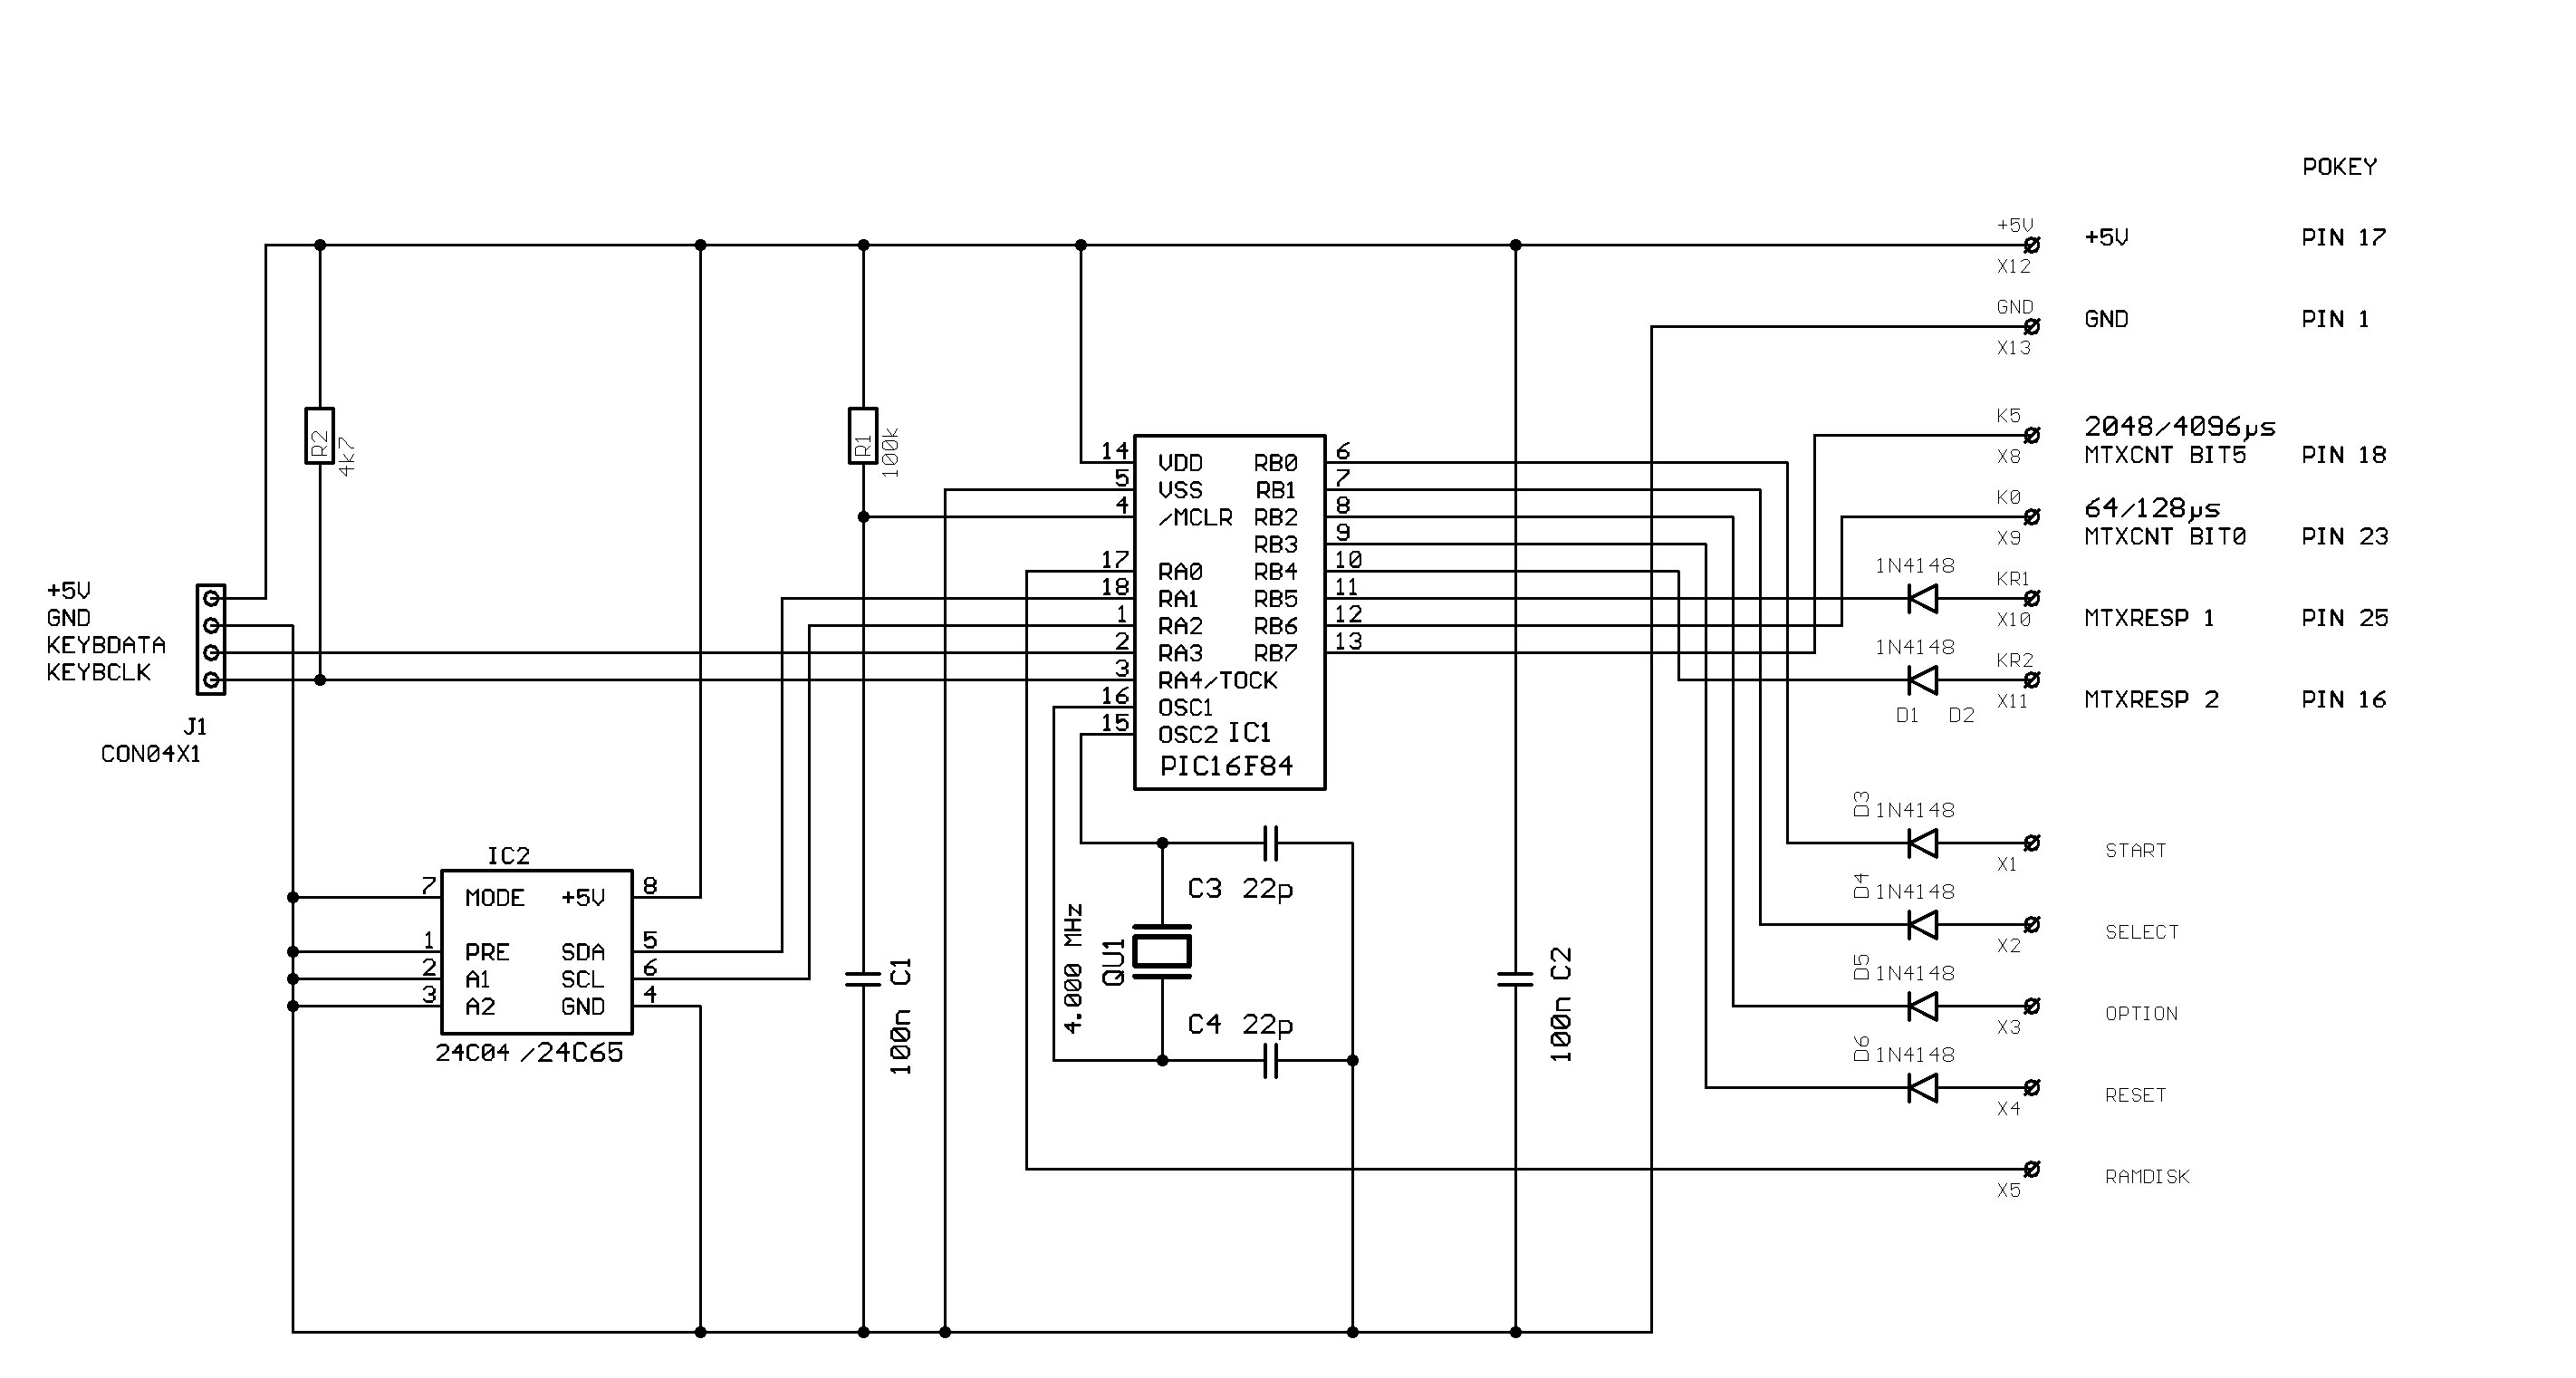 POKEY
+5V
X12
+5V PIN 17
GND
X13
GND PIN 1
K5
X8
2048/4096µs
MTXCNT BIT5 PIN 18
K0
X9
64/128µs
MTXCNT BIT0 PIN 23
1N4148
KR1
X10
MTXRESP 1 PIN 25
1N4148
KR2
X11
MTXRESP 2 PIN 16
D1 D2
R2
4k7
R1
100k
+5V
GND
KEYBDATA
KEYBCLK
J1
CON04X1
14 VDD RB0 6
5 VSS RB1 7
4 /MCLR RB2 8
RB3 9
17 RA0 RB4 10
18 RA1 RB5 11
1 RA2 RB6 12
2 RA3 RB7 13
3 RA4/TOCK
16 OSC1
15 OSC2 IC1
PIC16F84
IC2
7 MODE +5V 8
1 PRE SDA 5
2 A1 SCL 6
3 A2 GND 4
24C04 /24C65
100n C1
4.000 MHz
QU1
C3 22p
C4 22p
100n C2
D3
1N4148
X1
START
D4
1N4148
X2
SELECT
D5
1N4148
X3
OPTION
D6
1N4148
X4
RESET
X5
RAMDISK